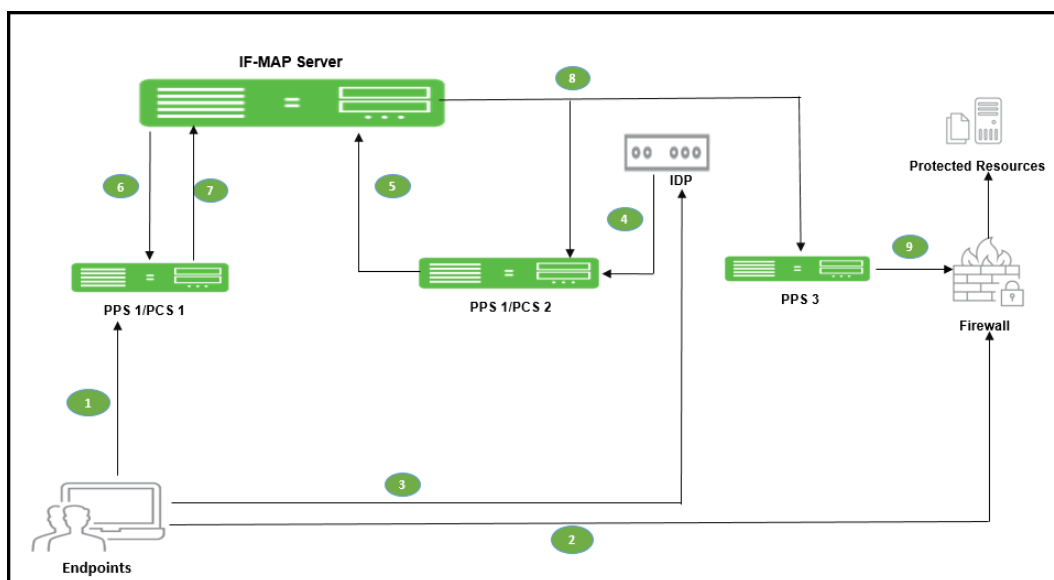 IF-MAP Server
8
Protected Resources
IDP
6
7
5
4
9
PPS 1/PCS 1
PPS 1/PCS 2
PPS 3
Firewall
1
3
2
Endpoints